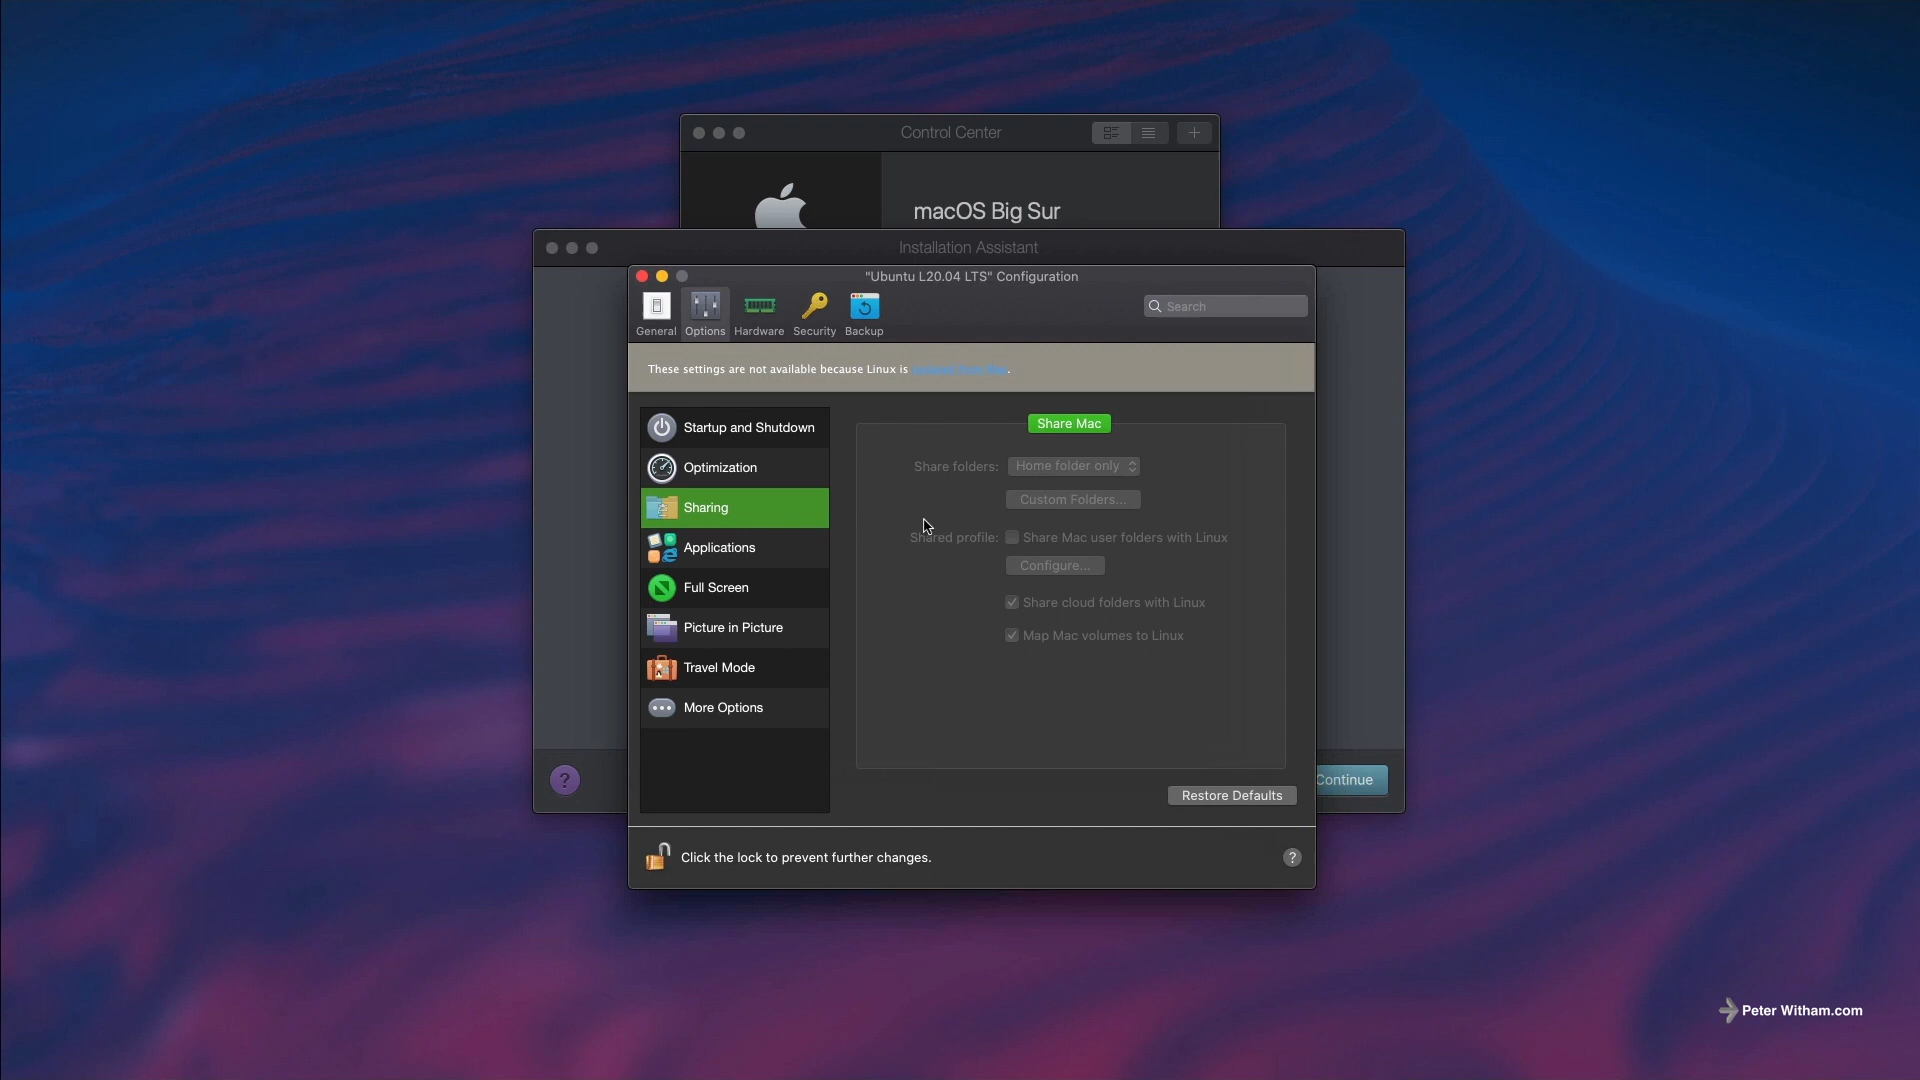 Control Center
macOS Big Sur
Installation Assistant
"Ubuntu L20.04 LTS" Configuration
General
Options
Hardware
Security
Backup
Search
These settings are not available because Linux is
Startup and Shutdown
Optimization
Sharing
Applications
Full Screen
Picture in Picture
Travel Mode
More Options
Share Mac
Share folders: Home folder only
Custom Folders...
Shared profile: Share Mac user folders with Linux
Configure...
Share cloud folders with Linux
Map Mac volumes to Linux
Restore Defaults
? Continue
Click the lock to prevent further changes. ?
Peter Witham.com